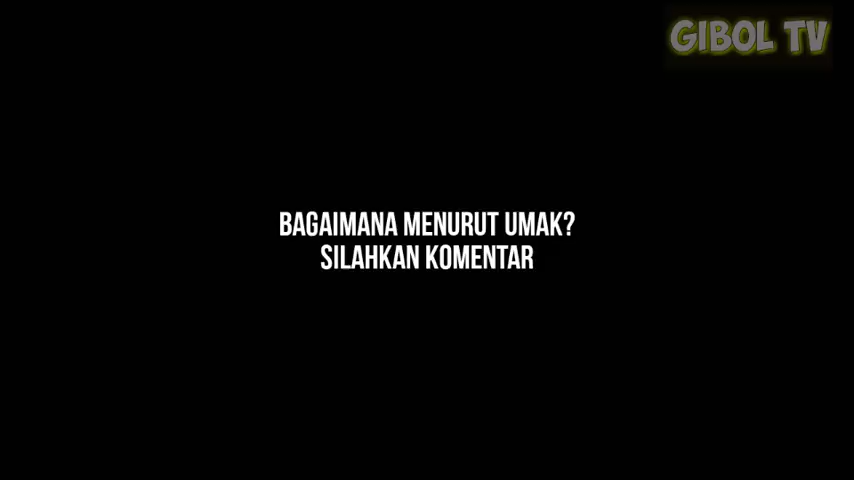 GIBOL TV
BAGAIMANA MENURUT UMAK?
SILAHKAN KOMENTAR